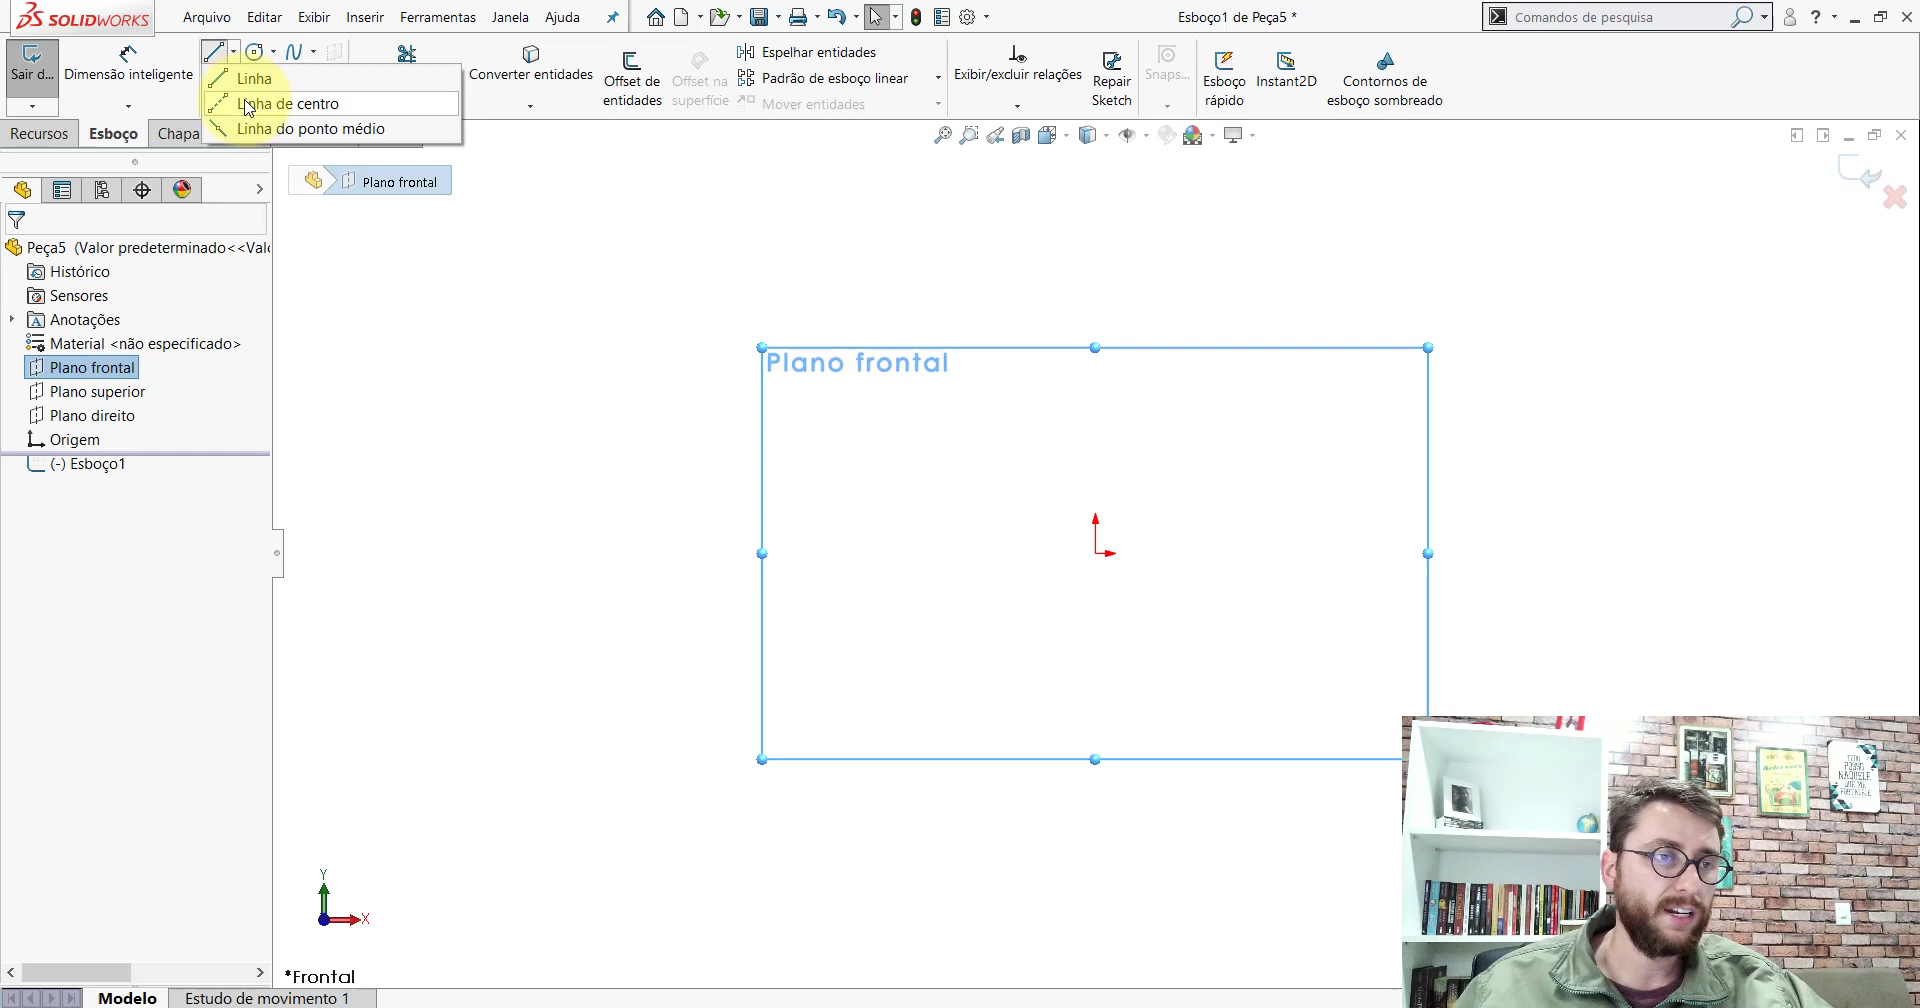 SOLIDWORKS
Arquivo Editar Exibir Inserir Ferramentas Janela Ajuda
Esboço1 de Peça5 *
Comandos de pesquisa
Sair d...
Dimensão inteligente
Linha
Linha de centro
Linha do ponto médio
Converter entidades
Offset de entidades
Offset na superfície
Espelhar entidades
Padrão de esboço linear
Mover entidades
Exibir/excluir relações
Repair Sketch
Snaps...
Esboço rápido
Instant2D
Contornos de esboço sombreado
Recursos Esboço Chapa
Plano frontal
Peça5 (Valor predeterminado<<Valo
Histórico
Sensores
Anotações
Material <não especificado>
Plano frontal
Plano superior
Plano direito
Origem
(-) Esboço1
Plano frontal
Y
X
*Frontal
Modelo Estudo de movimento 1